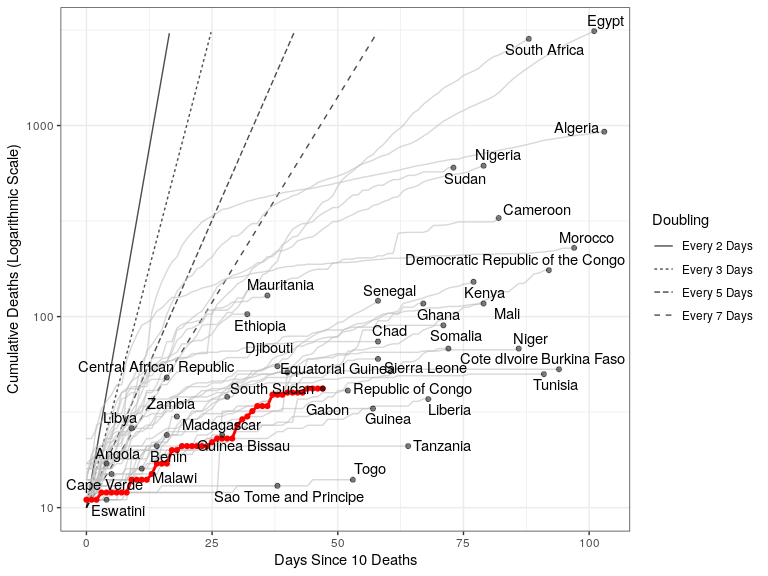 Egypt
South Africa
Algeria
1000
Nigeria
Sudan
Cameroon
Morocco
Democratic Republic of the Congo
Mauritania
Senegal
Kenya
Ghana
Mali
100
Ethiopia
Chad
Somalia
Niger
Djibouti
Cote dIvoire
Burkina Faso
Central African Republic
Equatorial Guinea
Sierra Leone
Tunisia
South Sudan
Republic of Congo
Zambia
Gabon
Liberia
Libya
Guinea
Madagascar
Guinea Bissau
Tanzania
Angola
Benin
Togo
Malawi
Cape Verde
Sao Tome and Principe
10
Eswatini
0
25
50
75
100
Days Since 10 Deaths
Cumulative Deaths (Logarithmic Scale)
Doubling
Every 2 Days
Every 3 Days
Every 5 Days
Every 7 Days